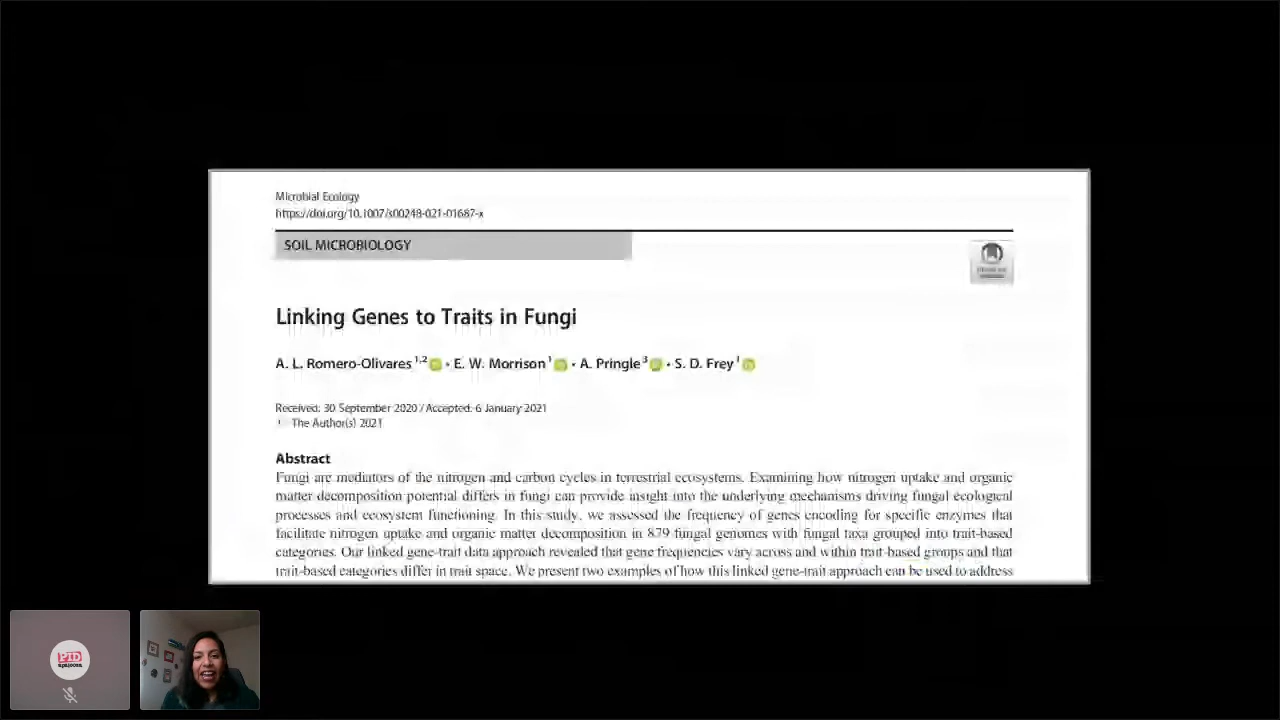 Microbial Ecology
https://doi.org/10.1007/s00248-021-01687-x
SOIL MICROBIOLOGY
Linking Genes to Traits in Fungi
A. L. Romero-Olivares 1,2 · E. W. Morrison 1 · A. Pringle 3 · S. D. Frey 1
Received: 30 September 2020 / Accepted: 6 January 2021
The Author(s) 2021
Abstract
Fungi are mediators of the nitrogen and carbon cycles in terrestrial ecosystems. Examining how nitrogen uptake and organic
matter decomposition potential differs in fungi can provide insight into the underlying mechanisms driving fungal ecological
processes and ecosystem functioning. In this study, we assessed the frequency of genes encoding for specific enzymes that
facilitate nitrogen uptake and organic matter decomposition in 879 fungal genomes with fungal taxa grouped into trait-based
categories. Our linked gene-trait data approach revealed that gene frequencies vary across and within trait-based groups and that
trait-based categories differ in trait space. We present two examples of how this linked gene-trait approach can be used to address
PID
apalooza